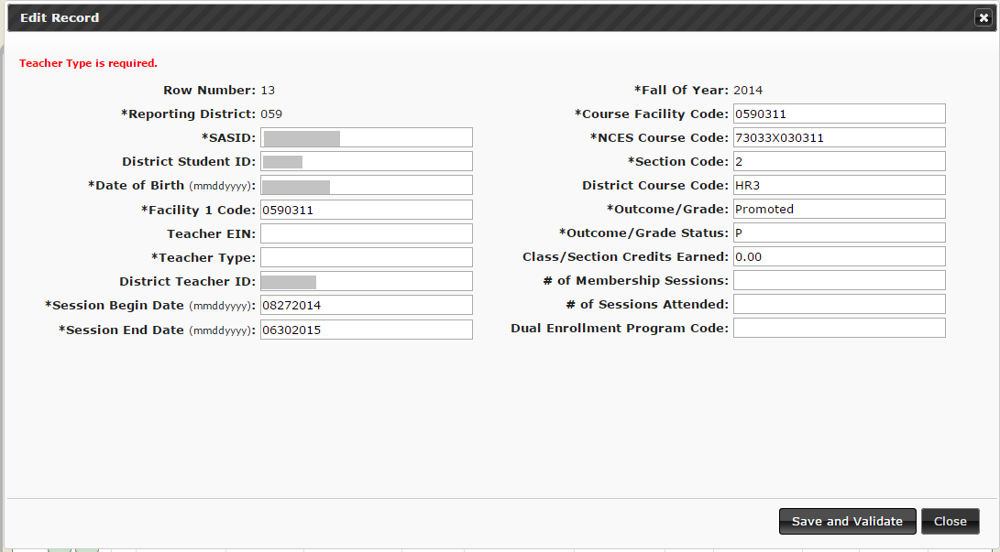 Edit Record
Teacher Type is required.
Row Number: 13
*Reporting District: 059
*SASID:
District Student ID:
*Date of Birth (mmddyyyy):
*Facility 1 Code: 0590311
Teacher EIN:
*Teacher Type:
District Teacher ID:
*Session Begin Date (mmddyyyy): 08272014
*Session End Date (mmddyyyy): 06302015
*Fall Of Year: 2014
*Course Facility Code: 0590311
*NCES Course Code: 73033X030311
*Section Code: 2
District Course Code: HR3
*Outcome/Grade: Promoted
*Outcome/Grade Status: P
Class/Section Credits Earned: 0.00
# of Membership Sessions:
# of Sessions Attended:
Dual Enrollment Program Code:
Save and Validate Close